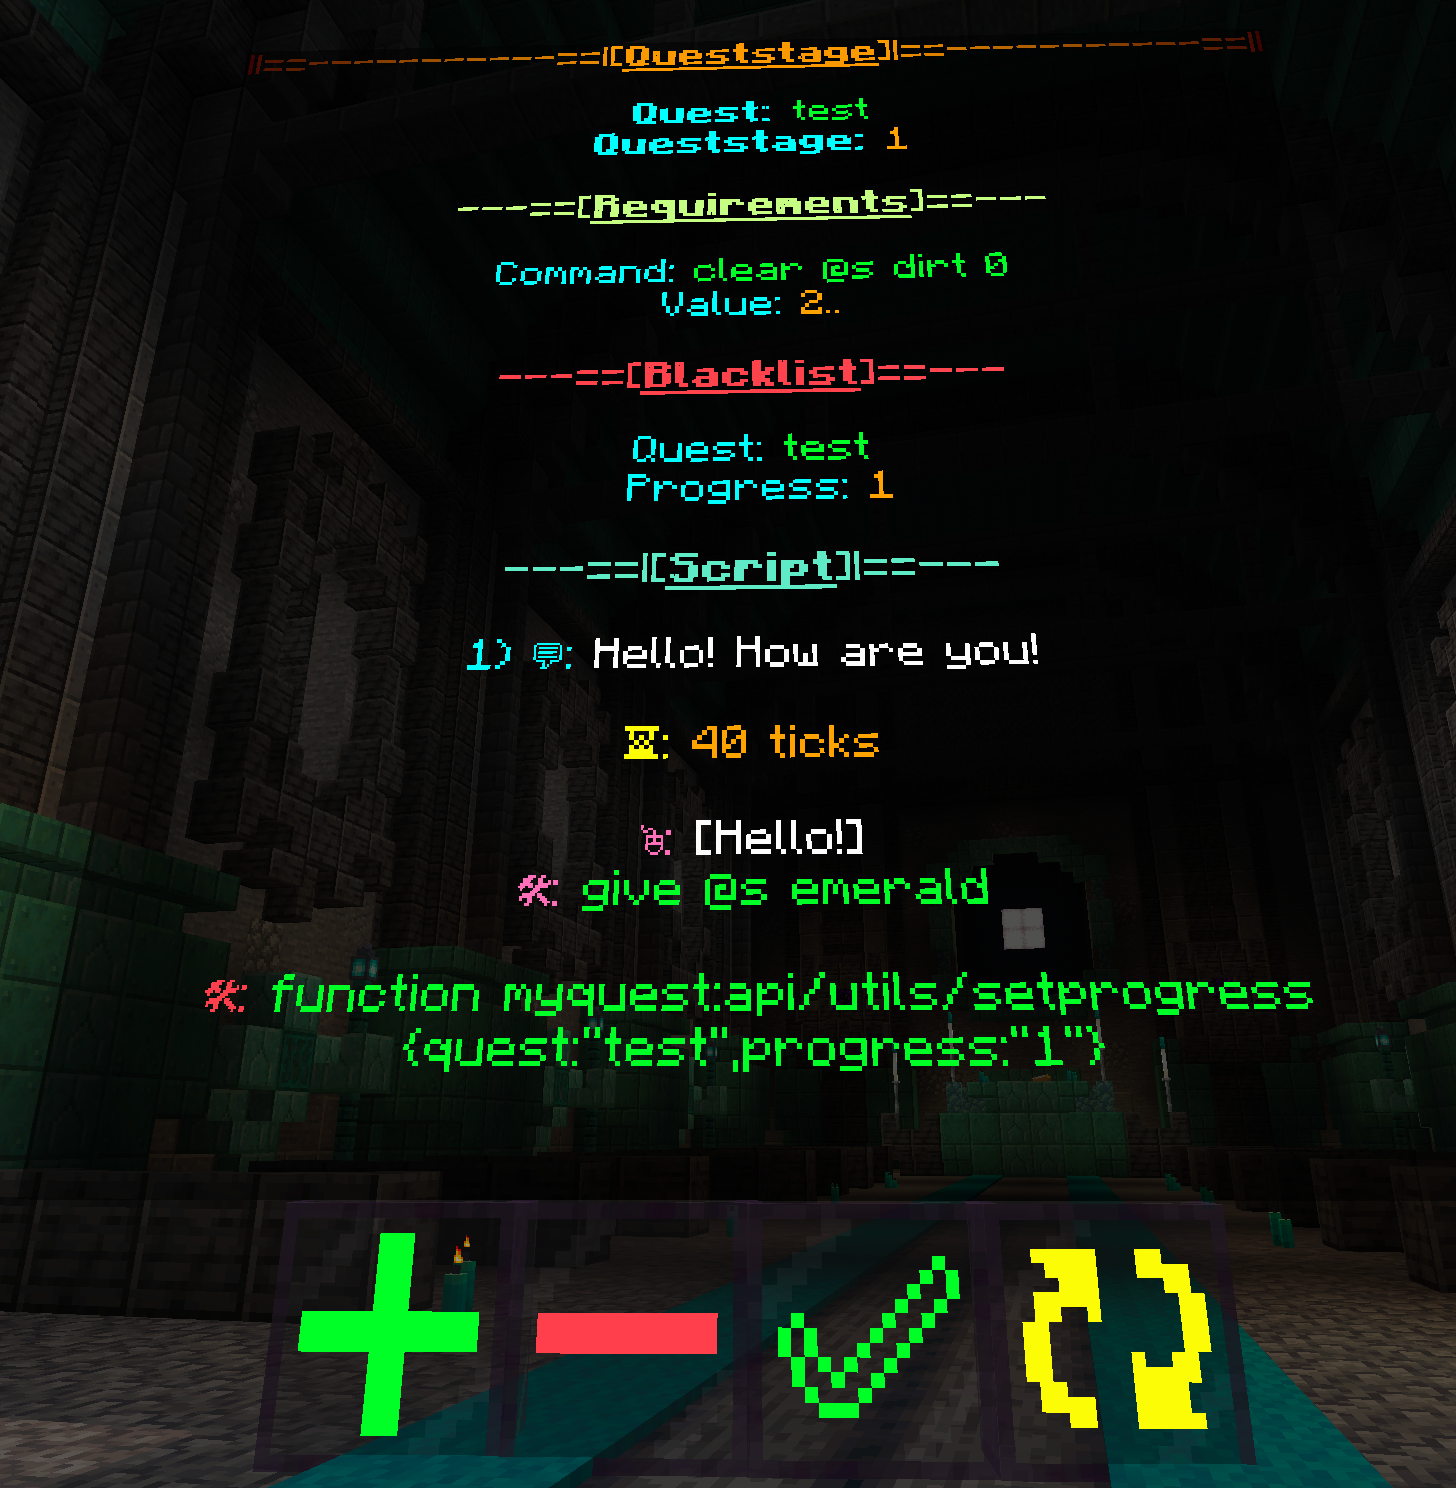 ||==------------==|[Queststage]|==------------==||
Quest: test
Queststage: 1
---==[Requirements]==---
Command: clear @s dirt 0
Value: 2..
---==[Blacklist]==---
Quest: test
Progress: 1
---==|[Script]|==---
1) 💬: Hello! How are you!
⌛: 40 ticks
🖱: [Hello!]
🛠: give @s emerald
🛠: function myquest:api/utils/setprogress
{quest:"test",progress:"1"}